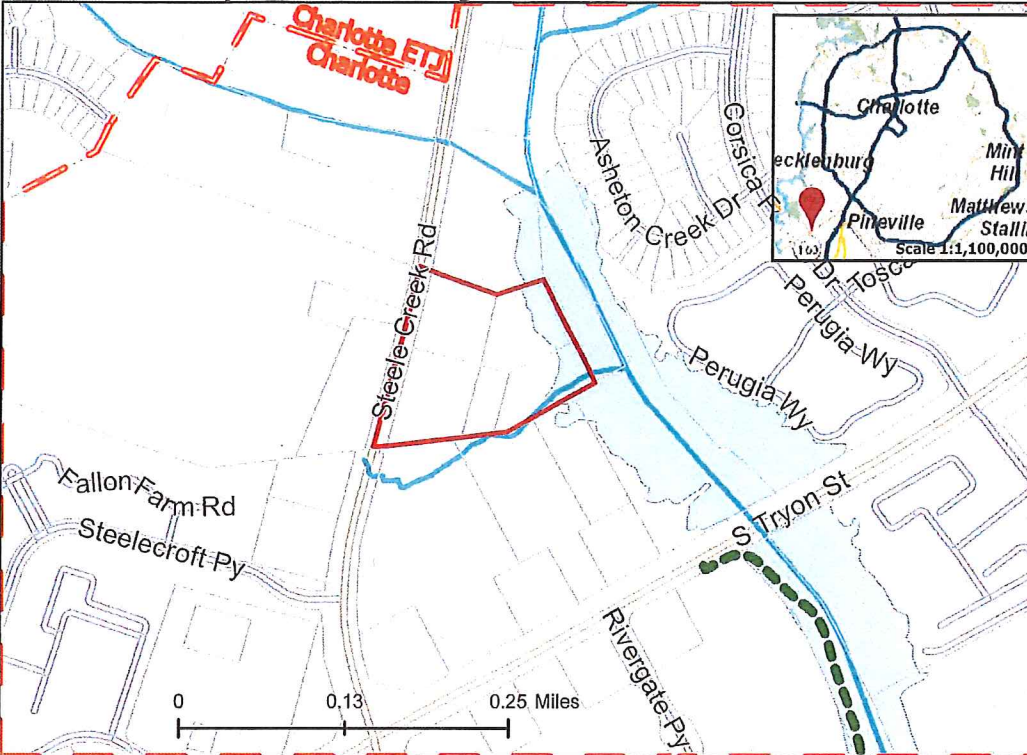 Charlotte ETJ
Charlotte
Charlotte
Mint
Hill
Pineville
Stalli
Scale 1:1,100,000
Corsica F
Dr
Asheton Creek Dr
Tosca
Perugia Wy
Perugia Wy
Steele Creek Rd
Fallon Farm Rd
Steelecroft Py
S Tryon St
Rivergate Py
0
0.13
0.25 Miles
ecklenburg
Matthew